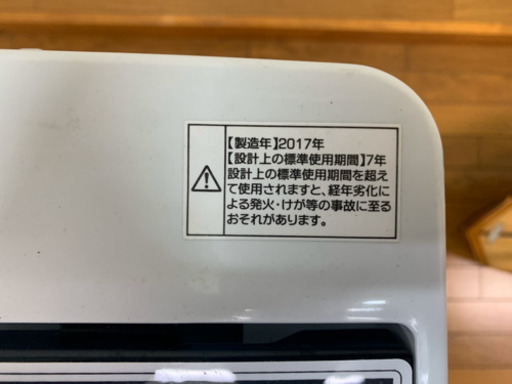 【製造年】2017年
【設計上の標準使用期間】7年
設計上の標準使用期間を超え
て使用されますと、経年劣化に
よる発火・けが等の事故に至る
おそれがあります。